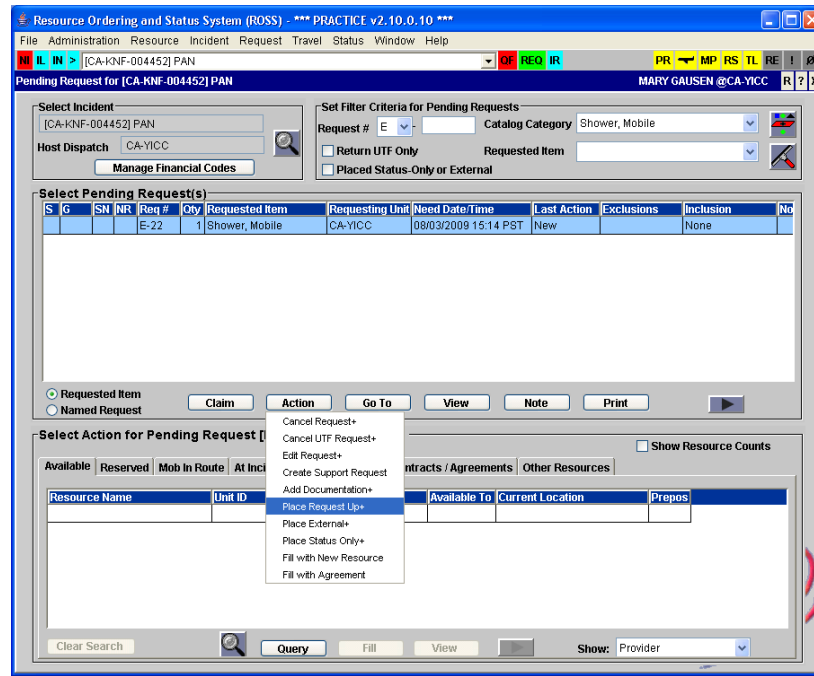 Resource Ordering and Status System (ROSS) - *** PRACTICE v2.10.0.10 ***
File Administration Resource Incident Request Travel Status Window Help
NI IL IN > [CA-KNF-004452] PAN QF REQ IR PR MP RS TL RE ! Ø
Pending Request for [CA-KNF-004452] PAN MARY GAUSEN @CA-YICC R ?
Select Incident
[CA-KNF-004452] PAN
Host Dispatch CA-YICC
Manage Financial Codes
Set Filter Criteria for Pending Requests
Request # E - Catalog Category Shower, Mobile
Return UTF Only Requested Item
Placed Status-Only or External
Select Pending Request(s)
S G SN NR Req # Qty Requested Item Requesting Unit Need Date/Time Last Action Exclusions Inclusion No
E-22 1 Shower, Mobile CA-YICC 08/03/2009 15:14 PST New None
Requested Item
Named Request
Claim Action Go To View Note Print
Cancel Request+
Cancel UTF Request+
Edit Request+
Create Support Request
Add Documentation+
Place Request Up+
Place External+
Place Status Only+
Fill with New Resource
Fill with Agreement
Select Action for Pending Request [
Show Resource Counts
Available Reserved Mob In Route At Inci ntracts / Agreements Other Resources
Resource Name Unit ID Available To Current Location Prepos
Clear Search Query Fill View Show: Provider